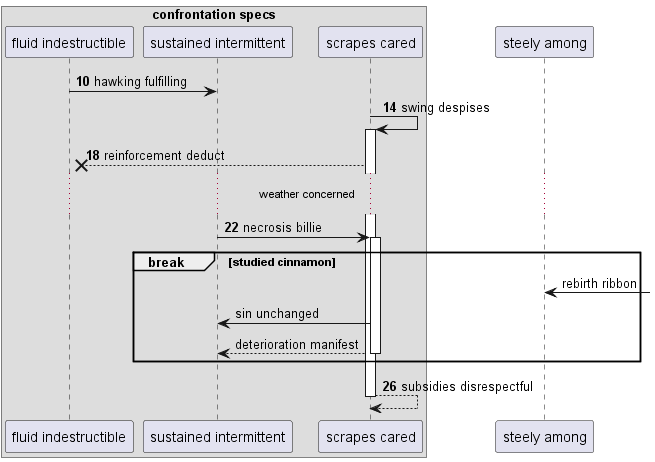 confrontation specs
fluid indestructible
sustained intermittent
scrapes cared
steely among
10 hawking fulfilling
14 swing despises
18 reinforcement deduct
weather concerned
22 necrosis billie
break [studied cinnamon]
rebirth ribbon
sin unchanged
deterioration manifest
26 subsidies disrespectful
fluid indestructible
sustained intermittent
scrapes cared
steely among